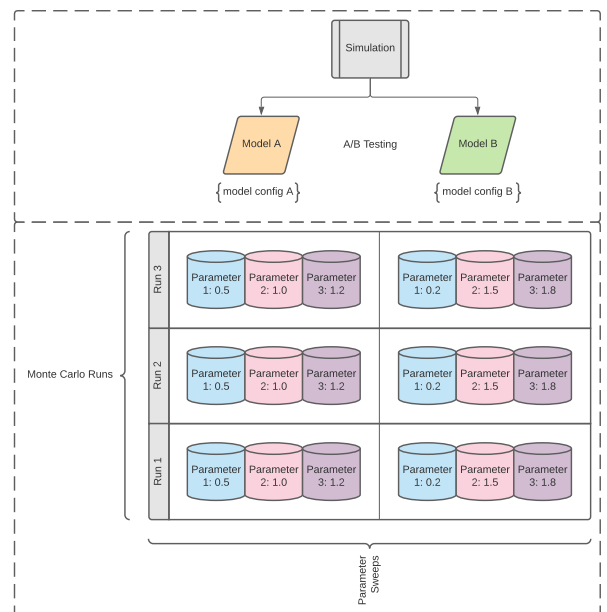 Simulation
Model A
A/B Testing
Model B
{ model config A }
{ model config B }
Run 3
Parameter
1: 0.5
Parameter
2: 1.0
Parameter
3: 1.2
Parameter
1: 0.2
Parameter
2: 1.5
Parameter
3: 1.8
Monte Carlo Runs
Run 2
Parameter
1: 0.5
Parameter
2: 1.0
Parameter
3: 1.2
Parameter
1: 0.2
Parameter
2: 1.5
Parameter
3: 1.8
Run 1
Parameter
1: 0.5
Parameter
2: 1.0
Parameter
3: 1.2
Parameter
1: 0.2
Parameter
2: 1.5
Parameter
3: 1.8
Parameter
Sweeps